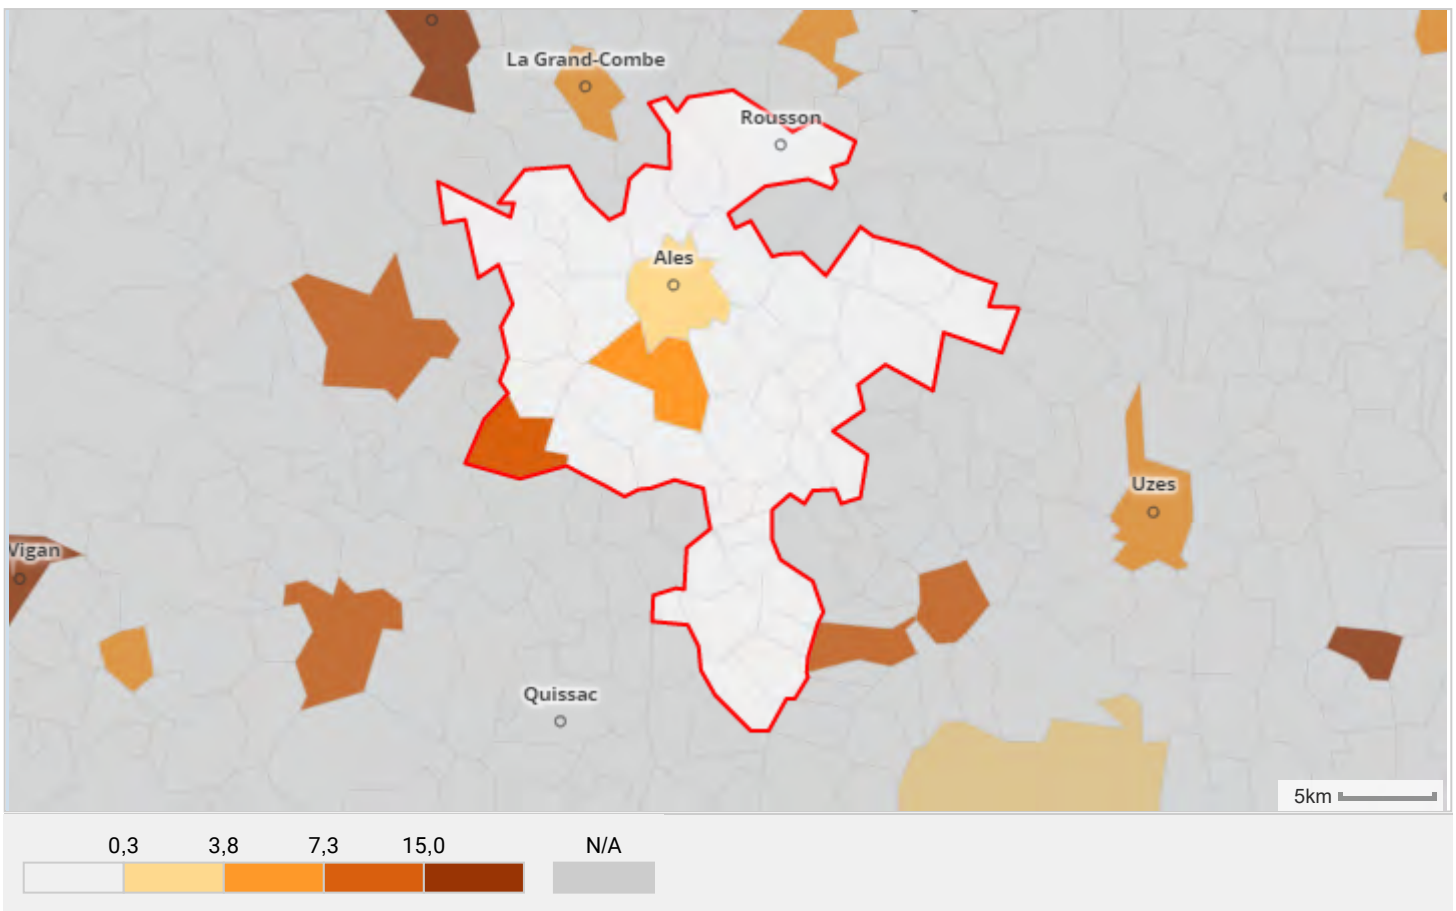 La Grand-Combe
Rousson
Ales
Uzes
Vigan
Quissac
5km
0,3 3,8 7,3 15,0 N/A